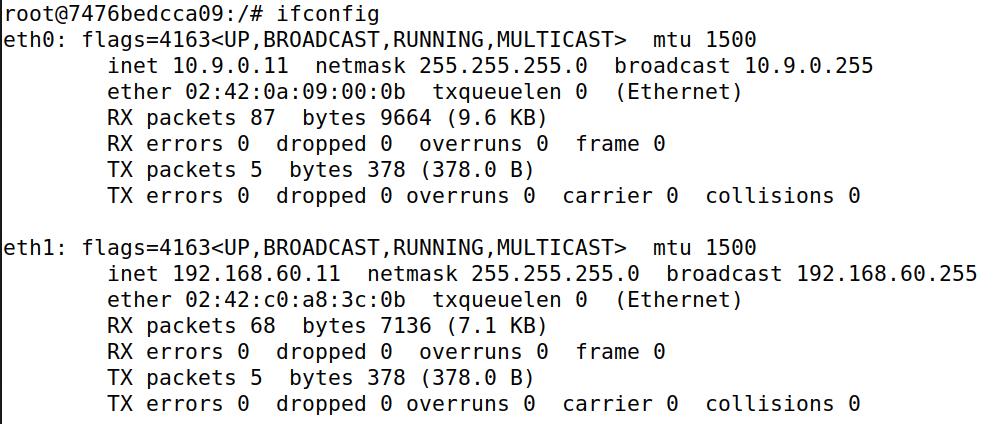 root@7476bedcca09:/# ifconfig
eth0: flags=4163<UP,BROADCAST,RUNNING,MULTICAST>  mtu 1500
        inet 10.9.0.11  netmask 255.255.255.0  broadcast 10.9.0.255
        ether 02:42:0a:09:00:0b  txqueuelen 0  (Ethernet)
        RX packets 87  bytes 9664 (9.6 KB)
        RX errors 0  dropped 0  overruns 0  frame 0
        TX packets 5  bytes 378 (378.0 B)
        TX errors 0  dropped 0 overruns 0  carrier 0  collisions 0

eth1: flags=4163<UP,BROADCAST,RUNNING,MULTICAST>  mtu 1500
        inet 192.168.60.11  netmask 255.255.255.0  broadcast 192.168.60.255
        ether 02:42:c0:a8:3c:0b  txqueuelen 0  (Ethernet)
        RX packets 68  bytes 7136 (7.1 KB)
        RX errors 0  dropped 0  overruns 0  frame 0
        TX packets 5  bytes 378 (378.0 B)
        TX errors 0  dropped 0 overruns 0  carrier 0  collisions 0